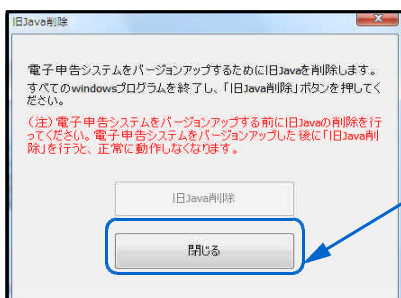 旧Java削除
電子申告システムをバージョンアップするために旧Javaを削除します。
すべてのwindowsプログラムを終了し、「旧Java削除」ボタンを押してく
ださい。
(注)電子申告システムをバージョンアップする前に旧Javaの削除を行
ってください。電子申告システムをバージョンアップした後に「旧Java削
除」を行うと、正常に動作しなくなります。
旧Java削除
閉じる